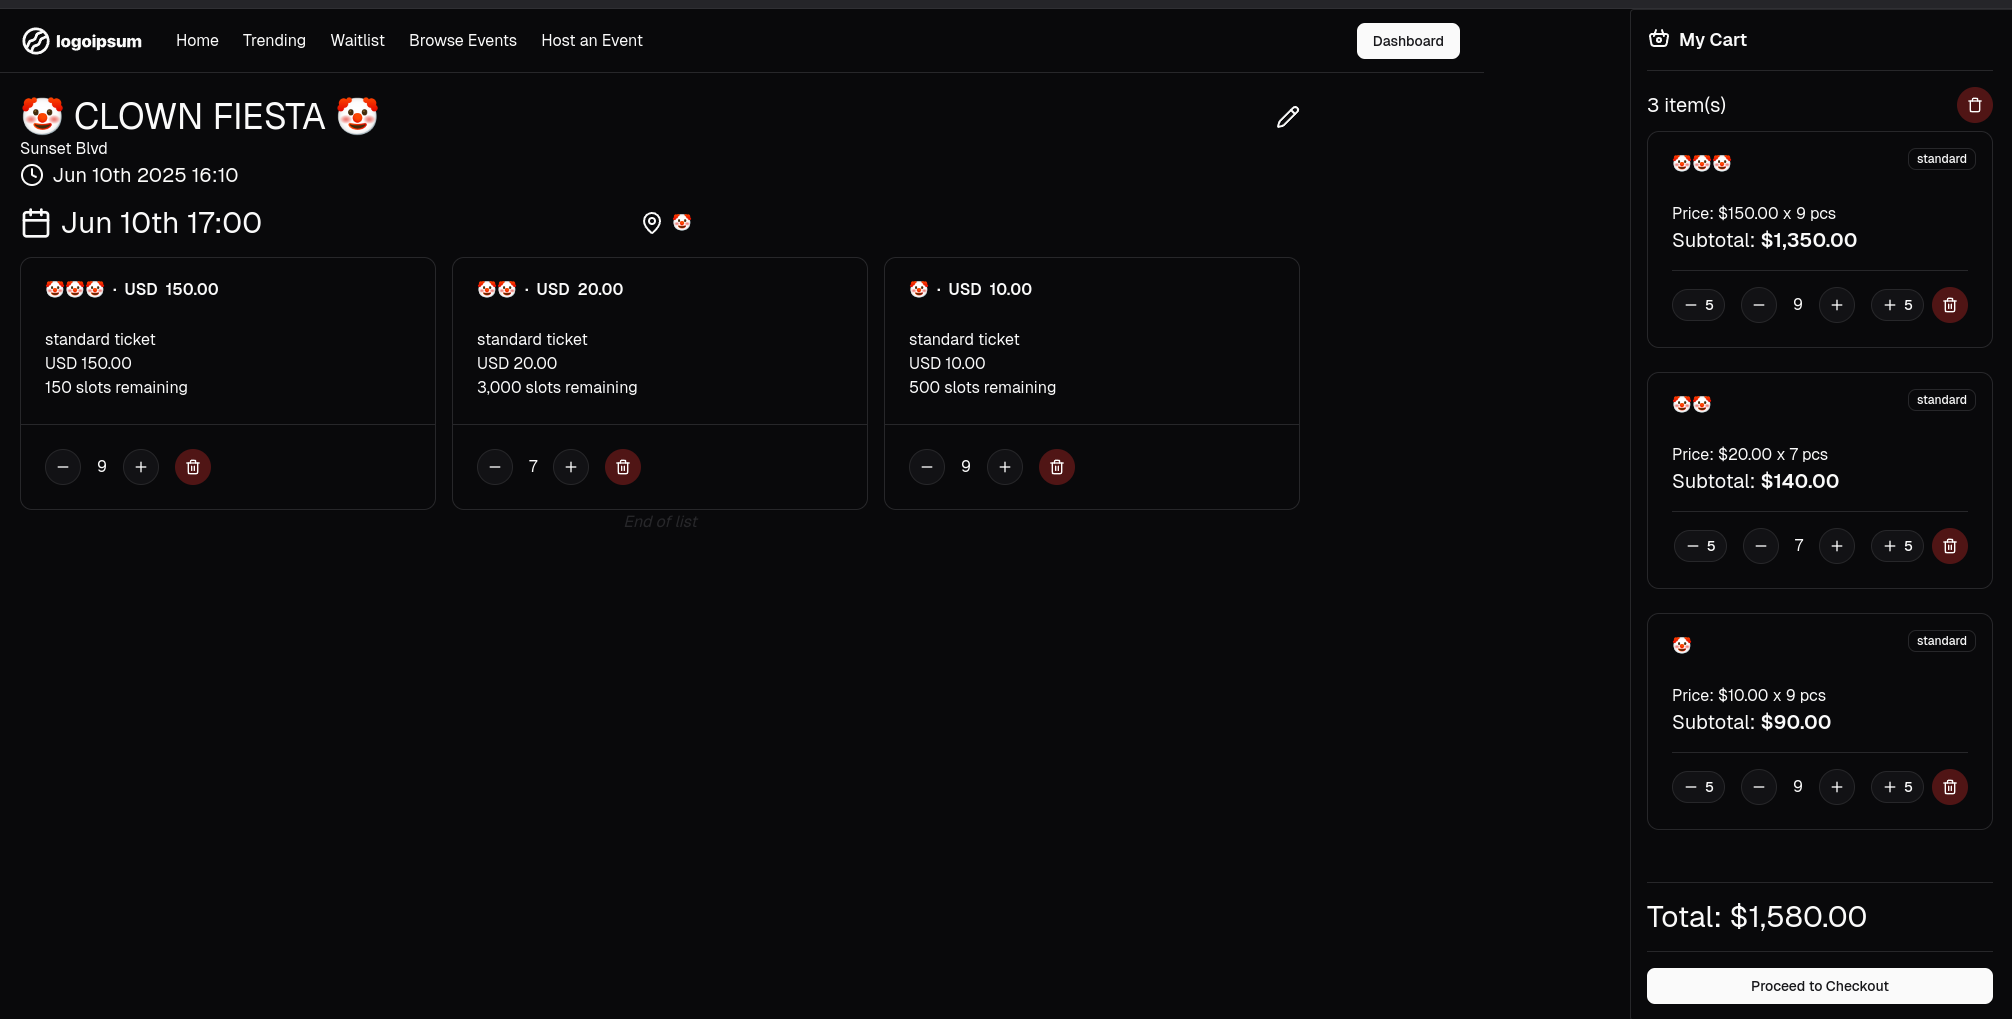 logoipsum Home Trending Waitlist Browse Events Host an Event Dashboard
🤡 CLOWN FIESTA 🤡
Sunset Blvd
Jun 10th 2025 16:10
Jun 10th 17:00 🤡
🤡🤡🤡 · USD 150.00
standard ticket
USD 150.00
150 slots remaining
9
🤡🤡 · USD 20.00
standard ticket
USD 20.00
3,000 slots remaining
7
🤡 · USD 10.00
standard ticket
USD 10.00
500 slots remaining
9
End of list
My Cart
3 item(s)
🤡🤡🤡 standard
Price: $150.00 x 9 pcs
Subtotal: $1,350.00
− 5 − 9 + + 5
🤡🤡 standard
Price: $20.00 x 7 pcs
Subtotal: $140.00
− 5 − 7 + + 5
🤡 standard
Price: $10.00 x 9 pcs
Subtotal: $90.00
− 5 − 9 + + 5
Total: $1,580.00
Proceed to Checkout